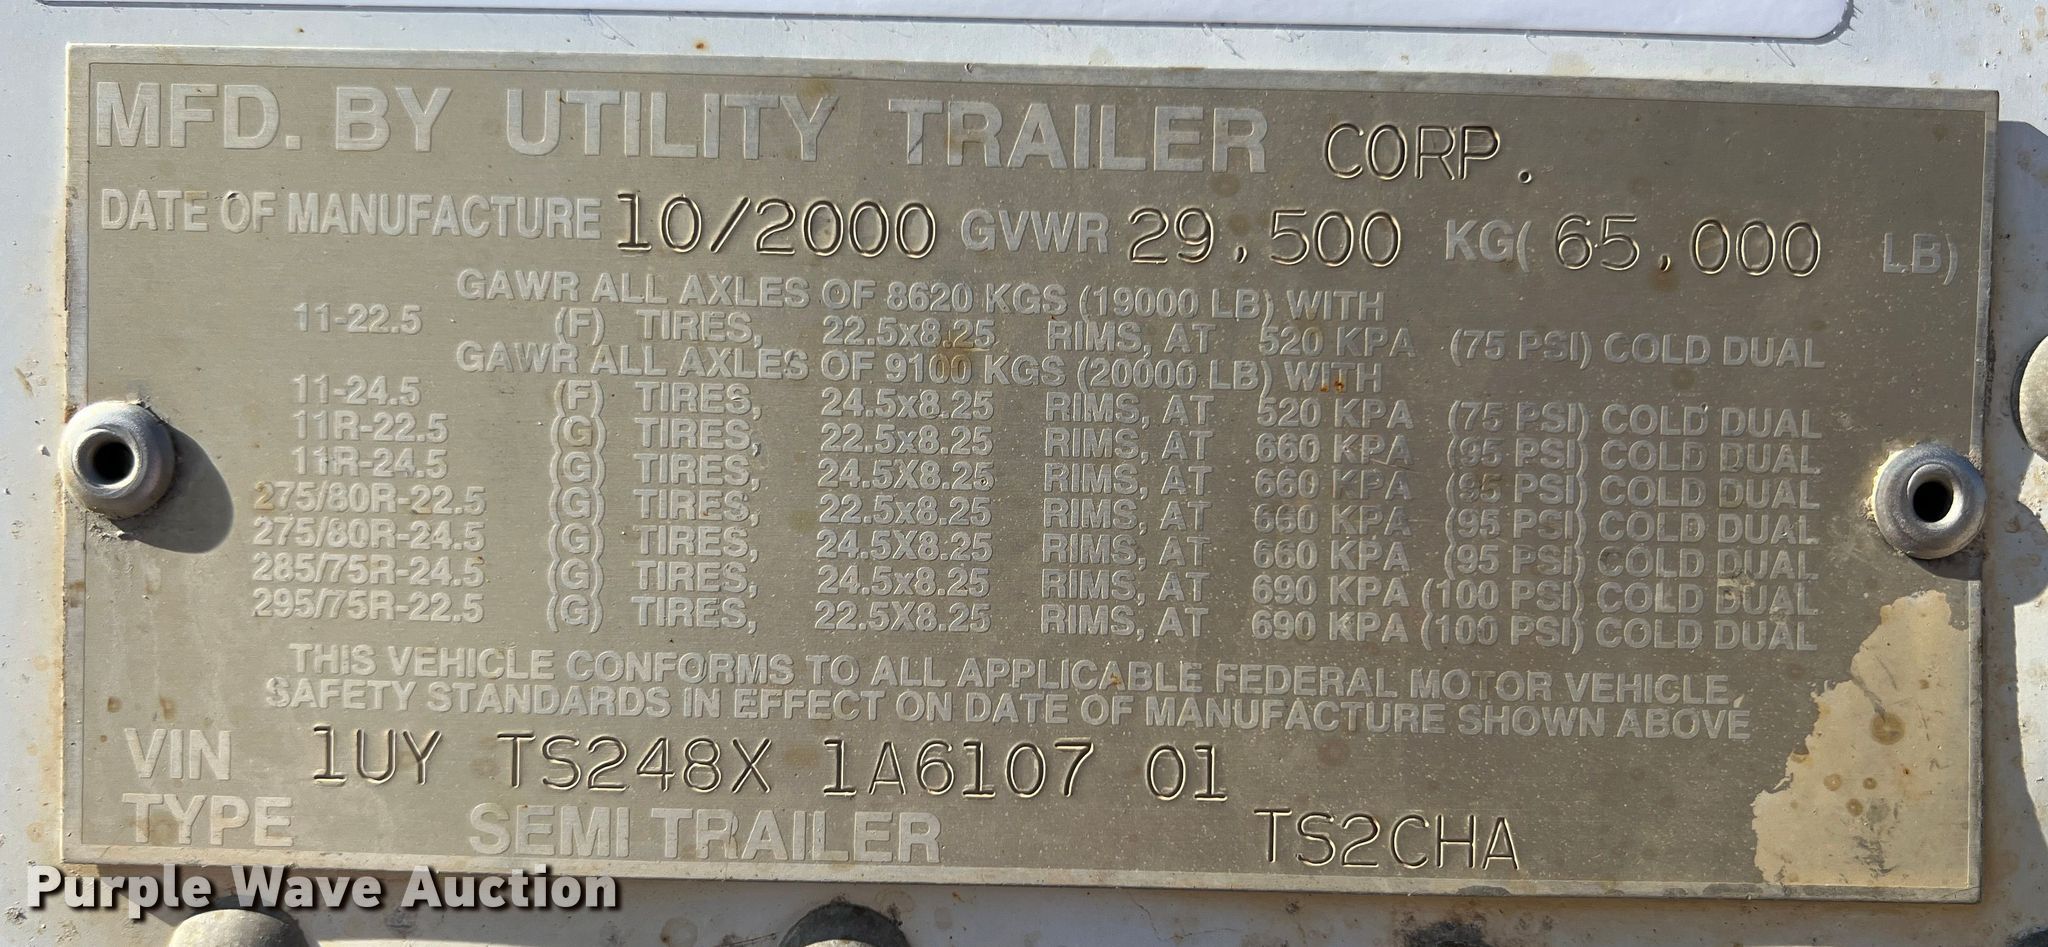 MFD. BY UTILITY TRAILER CORP.
DATE OF MANUFACTURE 10/2000 GVWR 29,500 KG( 65,000 LB)
GAWR ALL AXLES OF 8620 KGS (19000 LB) WITH
11-22.5 (F) TIRES, 22.5x8.25 RIMS, AT 520 KPA (75 PSI) COLD DUAL
GAWR ALL AXLES OF 9100 KGS (20000 LB) WITH
11-24.5 (F) TIRES, 24.5x8.25 RIMS, AT 520 KPA (75 PSI) COLD DUAL
11R-22.5 (G) TIRES, 22.5x8.25 RIMS, AT 660 KPA (95 PSI) COLD DUAL
11R-24.5 (G) TIRES, 24.5X8.25 RIMS, AT 660 KPA (95 PSI) COLD DUAL
275/80R-22.5 (G) TIRES, 22.5x8.25 RIMS, AT 660 KPA (95 PSI) COLD DUAL
275/80R-24.5 (G) TIRES, 24.5X8.25 RIMS, AT 660 KPA (95 PSI) COLD DUAL
285/75R-24.5 (G) TIRES, 24.5x8.25 RIMS, AT 690 KPA (100 PSI) COLD DUAL
295/75R-22.5 (G) TIRES, 22.5X8.25 RIMS, AT 690 KPA (100 PSI) COLD DUAL
THIS VEHICLE CONFORMS TO ALL APPLICABLE FEDERAL MOTOR VEHICLE
SAFETY STANDARDS IN EFFECT ON DATE OF MANUFACTURE SHOWN ABOVE
VIN 1UY TS248X 1A6107 01
TYPE SEMI TRAILER TS2CHA
Purple Wave Auction